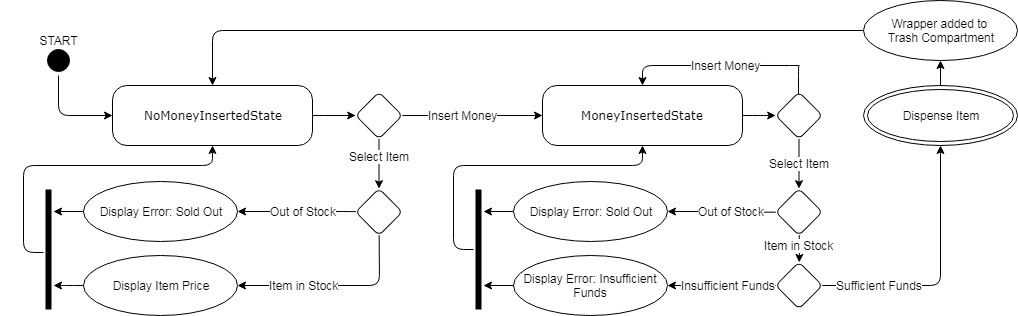 Wrapper added to
Trash Compartment
START
Insert Money
NoMoneyInsertedState
Insert Money
MoneyInsertedState
Dispense Item
Select Item
Select Item
Display Error: Sold Out
Out of Stock
Display Error: Sold Out
Out of Stock
Item in Stock
Display Item Price
Item in Stock
Display Error: Insufficient
Funds
Insufficient Funds
Sufficient Funds